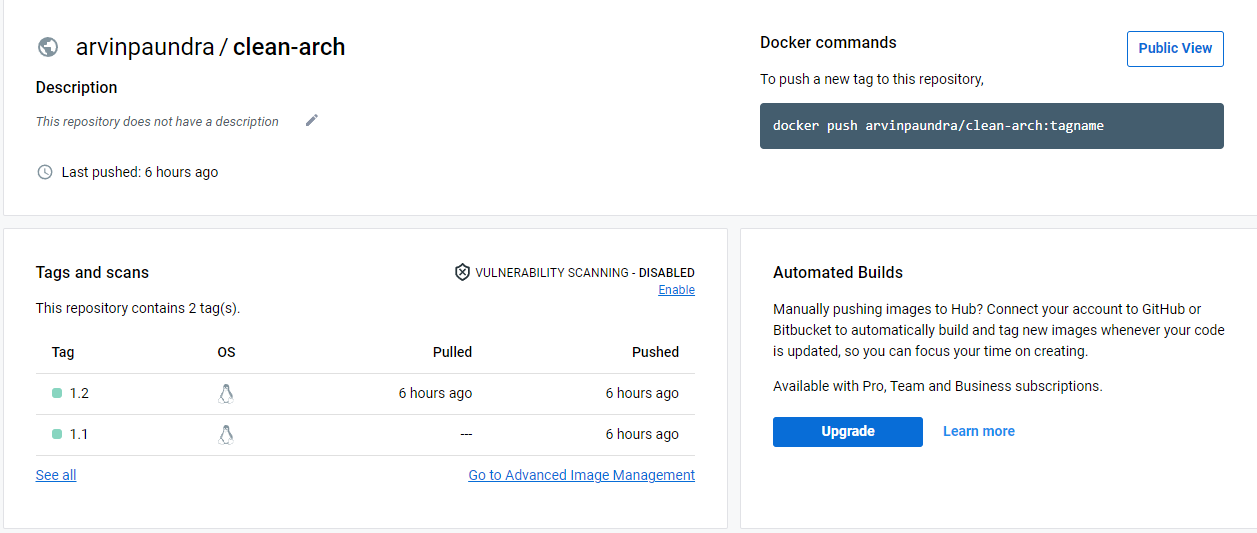 arvinpaundra / clean-arch
Description
This repository does not have a description
Last pushed: 6 hours ago
Docker commands
Public View
To push a new tag to this repository,
docker push arvinpaundra/clean-arch:tagname
Tags and scans
VULNERABILITY SCANNING - DISABLED
Enable
This repository contains 2 tag(s).
Tag OS Pulled Pushed
1.2 6 hours ago 6 hours ago
1.1 --- 6 hours ago
See all
Go to Advanced Image Management
Automated Builds
Manually pushing images to Hub? Connect your account to GitHub or
Bitbucket to automatically build and tag new images whenever your code
is updated, so you can focus your time on creating.
Available with Pro, Team and Business subscriptions.
Upgrade
Learn more